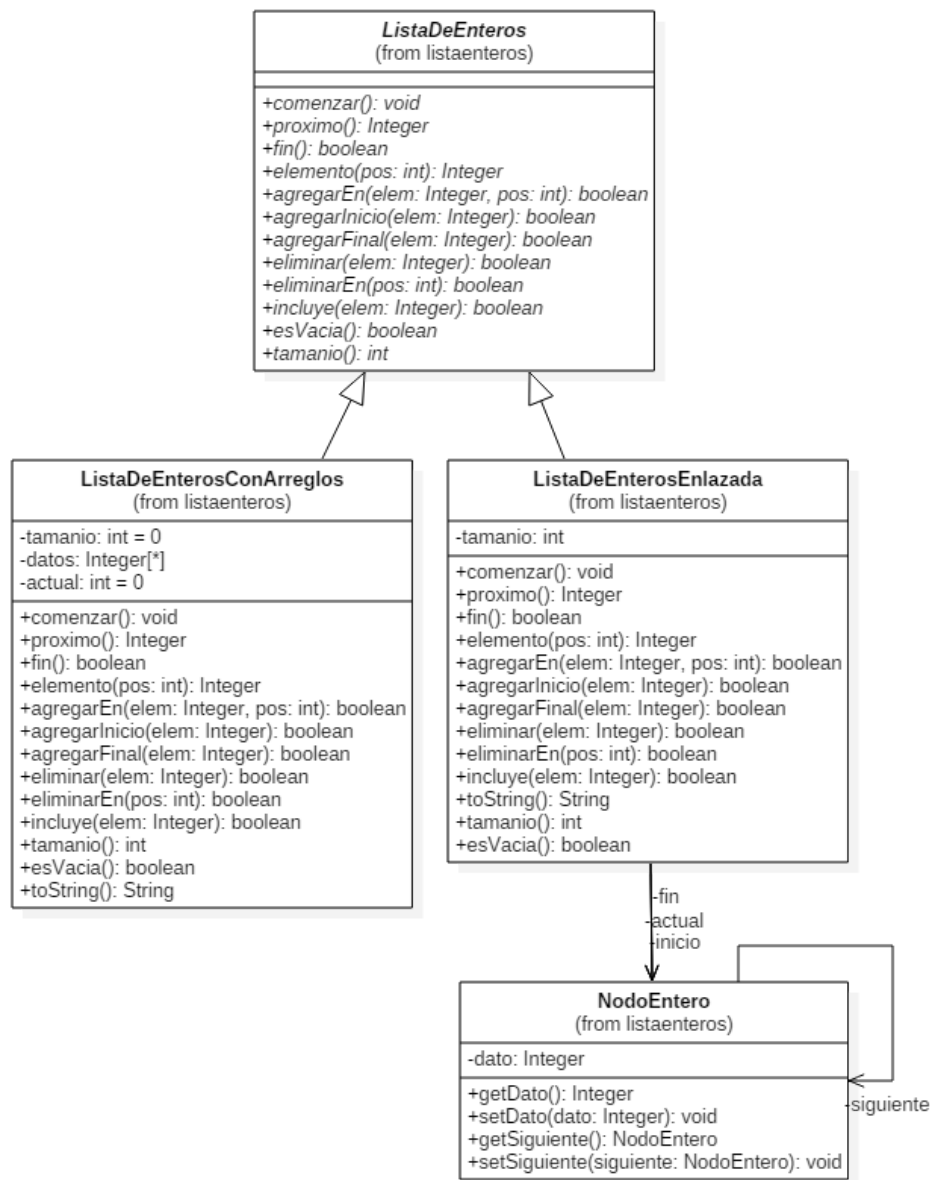 ListaDeEnteros
(from listaenteros)
+comenzar(): void
+proximo(): Integer
+fin(): boolean
+elemento(pos: int): Integer
+agregarEn(elem: Integer, pos: int): boolean
+agregarInicio(elem: Integer): boolean
+agregarFinal(elem: Integer): boolean
+eliminar(elem: Integer): boolean
+eliminarEn(pos: int): boolean
+incluye(elem: Integer): boolean
+esVacia(): boolean
+tamanio(): int
ListaDeEnterosConArreglos
(from listaenteros)
-tamanio: int = 0
-datos: Integer[*]
-actual: int = 0
+comenzar(): void
+proximo(): Integer
+fin(): boolean
+elemento(pos: int): Integer
+agregarEn(elem: Integer, pos: int): boolean
+agregarInicio(elem: Integer): boolean
+agregarFinal(elem: Integer): boolean
+eliminar(elem: Integer): boolean
+eliminarEn(pos: int): boolean
+incluye(elem: Integer): boolean
+tamanio(): int
+esVacia(): boolean
+toString(): String
ListaDeEnterosEnlazada
(from listaenteros)
-tamanio: int
+comenzar(): void
+proximo(): Integer
+fin(): boolean
+elemento(pos: int): Integer
+agregarEn(elem: Integer, pos: int): boolean
+agregarInicio(elem: Integer): boolean
+agregarFinal(elem: Integer): boolean
+eliminar(elem: Integer): boolean
+eliminarEn(pos: int): boolean
+incluye(elem: Integer): boolean
+toString(): String
+tamanio(): int
+esVacia(): boolean
-fin
-actual
-inicio
NodoEntero
(from listaenteros)
-dato: Integer
+getDato(): Integer
+setDato(dato: Integer): void
+getSiguiente(): NodoEntero
+setSiguiente(siguiente: NodoEntero): void
-siguiente